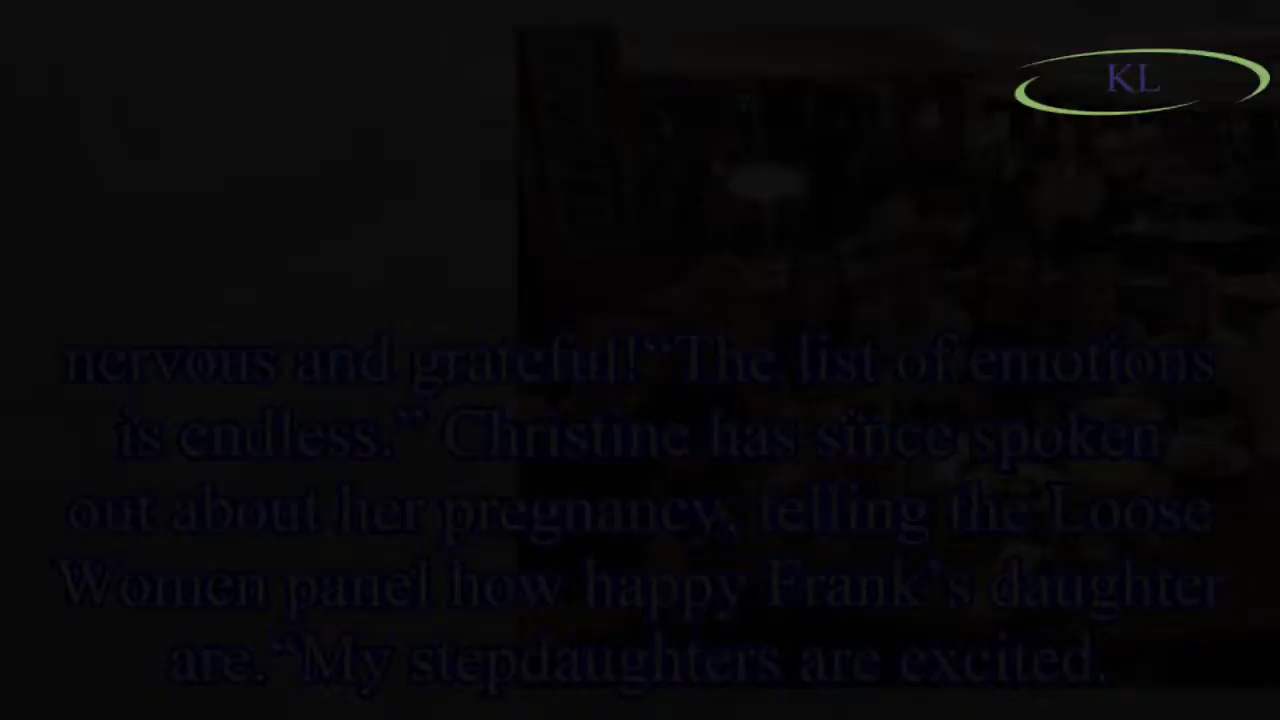 KL
nervous and grateful!“The list of emotions
is endless.” Christine has since spoken
out about her pregnancy, telling the Loose
Women panel how happy Frank’s daughter
are.“My stepdaughters are excited.